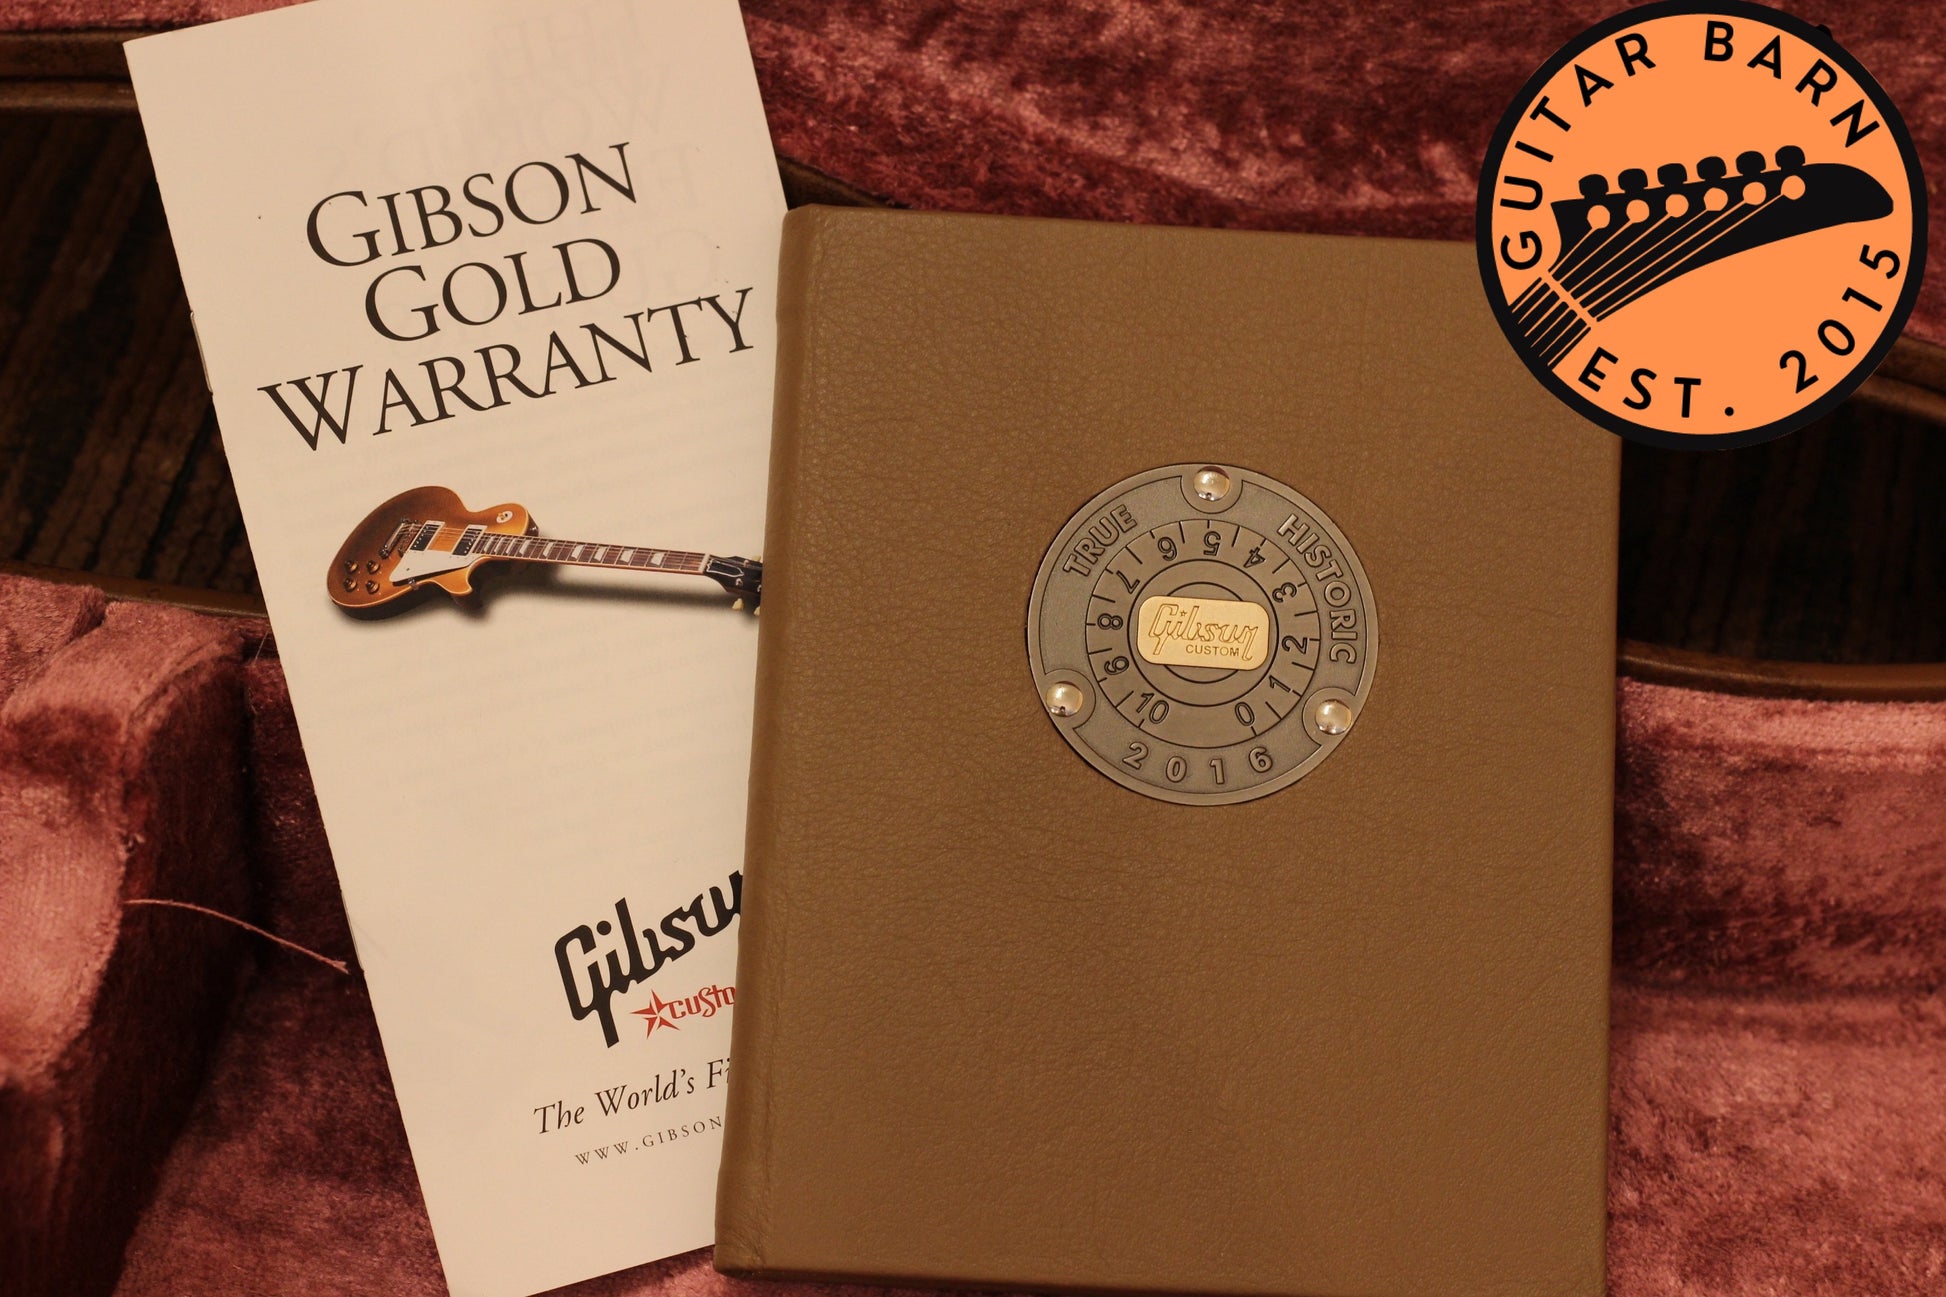 GIBSON
GOLD
WARRANTY
Gibson
The World's
WWW.GIBSON
TRUE HISTORIC
0 1 2 3 4 5 6 7 8 9 10
Gibson
CUSTOM
2016
GUITAR BARN
EST. 2015